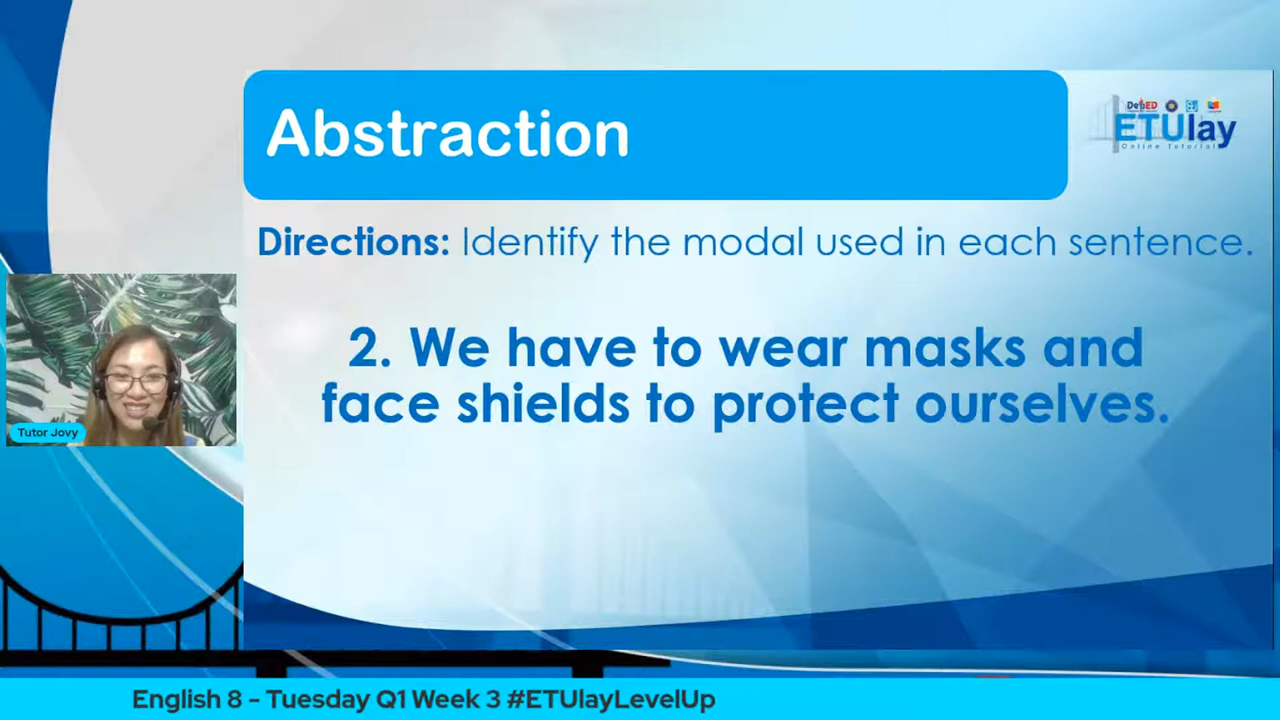 Abstraction
DepED
ETUlay
Online Tutorial
Directions: Identify the modal used in each sentence.
2. We have to wear masks and
face shields to protect ourselves.
Tutor Jovy
English 8 - Tuesday Q1 Week 3 #ETUlayLevelUp